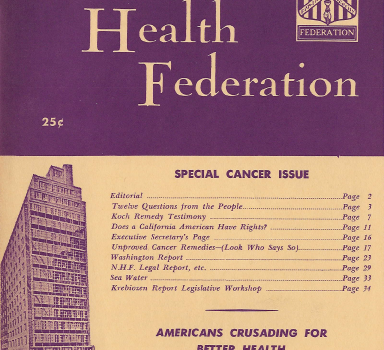 Health
Federation
FEDERATION
25¢
SPECIAL CANCER ISSUE
Editorial Page 2
Twelve Questions from the People Page 3
Koch Remedy Testimony Page 7
Does a California American Have Rights? Page 11
Executive Secretary's Page Page 16
Unproved Cancer Remedies—(Look Who Says So) Page 17
Washington Report Page 23
N.H.F. Legal Report, etc. Page 29
Sea Water Page 33
Krebiozen Report Legislative Workshop Page 34
AMERICANS CRUSADING FOR
BETTER HEALTH